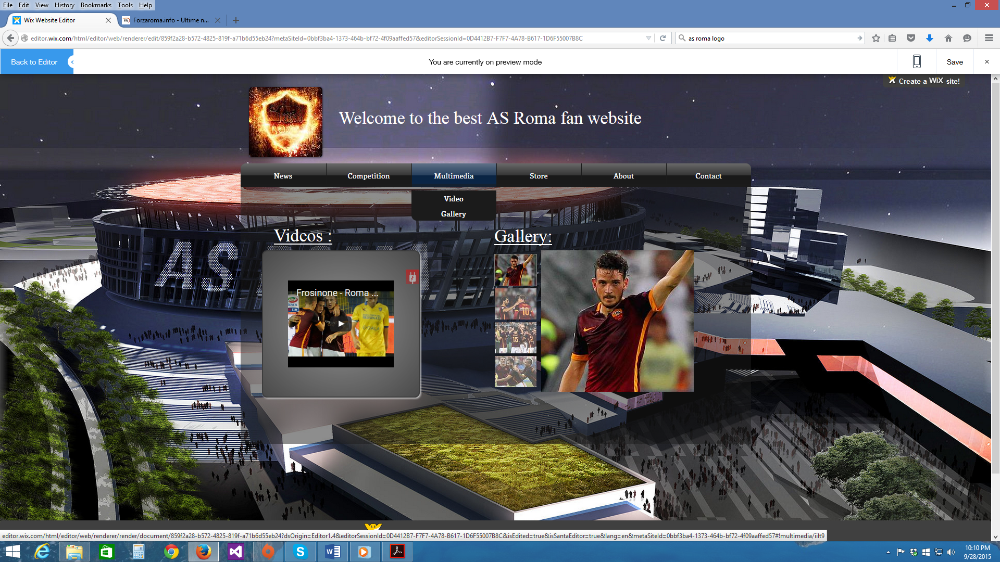 File Edit View History Bookmarks Tools Help
Wix Website Editor
Forzaroma.info - Ultime n...
editor.wix.com/html/editor/web/renderer/edit/859f2a28-b572-4825-819f-a71b6d55eb24?metaSiteId=0bbf3ba4-1373-464b-bf72-4f09aaffed57&editorSessionId=0D4412B7-F7F7-4A78-B617-1D6F55007B8C
as roma logo
Back to Editor
You are currently on preview mode
Save
Create a WiX site!
Welcome to the best AS Roma fan website
News Competition Multimedia Store About Contact
Video
Gallery
Videos :
Gallery:
AS
Frosinone - Roma ...
editor.wix.com/html/editor/web/renderer/render/document/859f2a28-b572-4825-819f-a71b6d55eb24?dsOrigin=Editor1.4&editorSessionId=0D4412B7-F7F7-4A78-B617-1D6F55007B8C&isEdited=true&isSantaEditor=true&lang=en&metaSiteId=0bbf3ba4-1373-464b-bf72-4f09aaffed57#!multimedia/iilt9
10:10 PM
9/28/2015